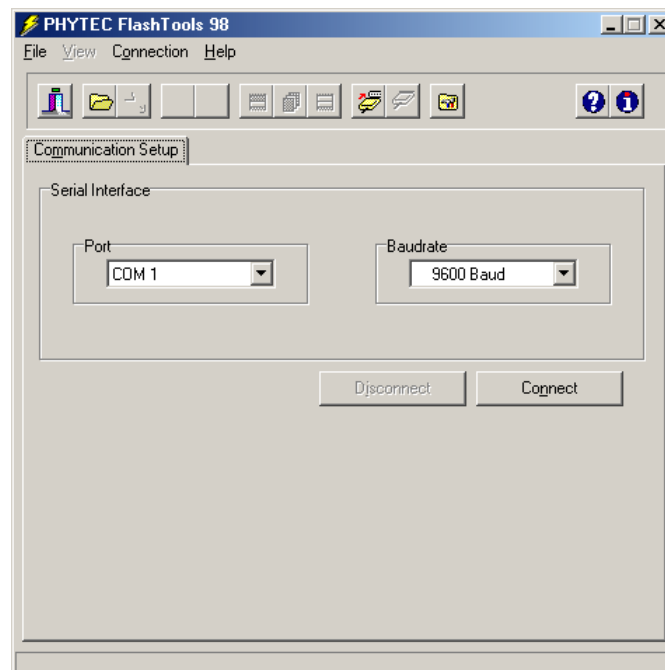 PHYTEC FlashTools 98
File View Connection Help
Communication Setup
Serial Interface
Port Baudrate
COM 1 9600 Baud
Disconnect Connect